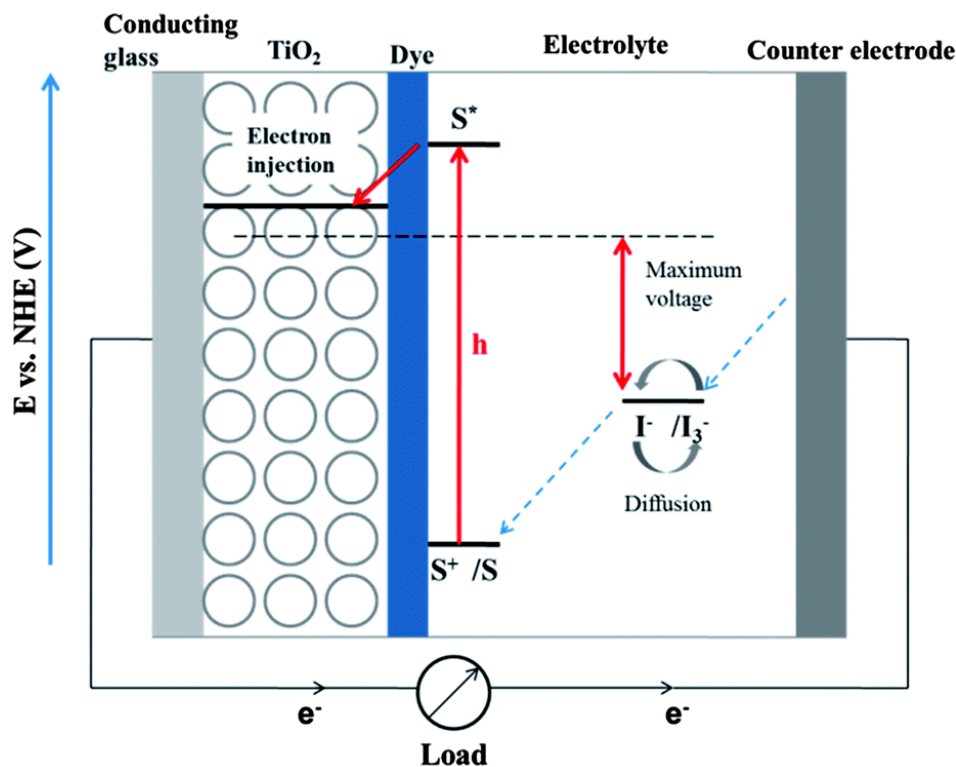 Conducting
glass
TiO₂
Dye
Electrolyte
Counter electrode
E vs. NHE (V)
S*
Electron
injection
Maximum
voltage
h
I⁻ /I₃⁻
Diffusion
S⁺ /S
e⁻
e⁻
Load